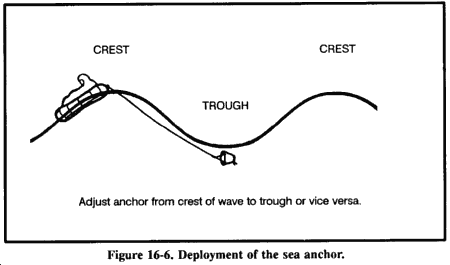 CREST CREST
TROUGH
Adjust anchor from crest of wave to trough or vice versa.
Figure 16-6. Deployment of the sea anchor.